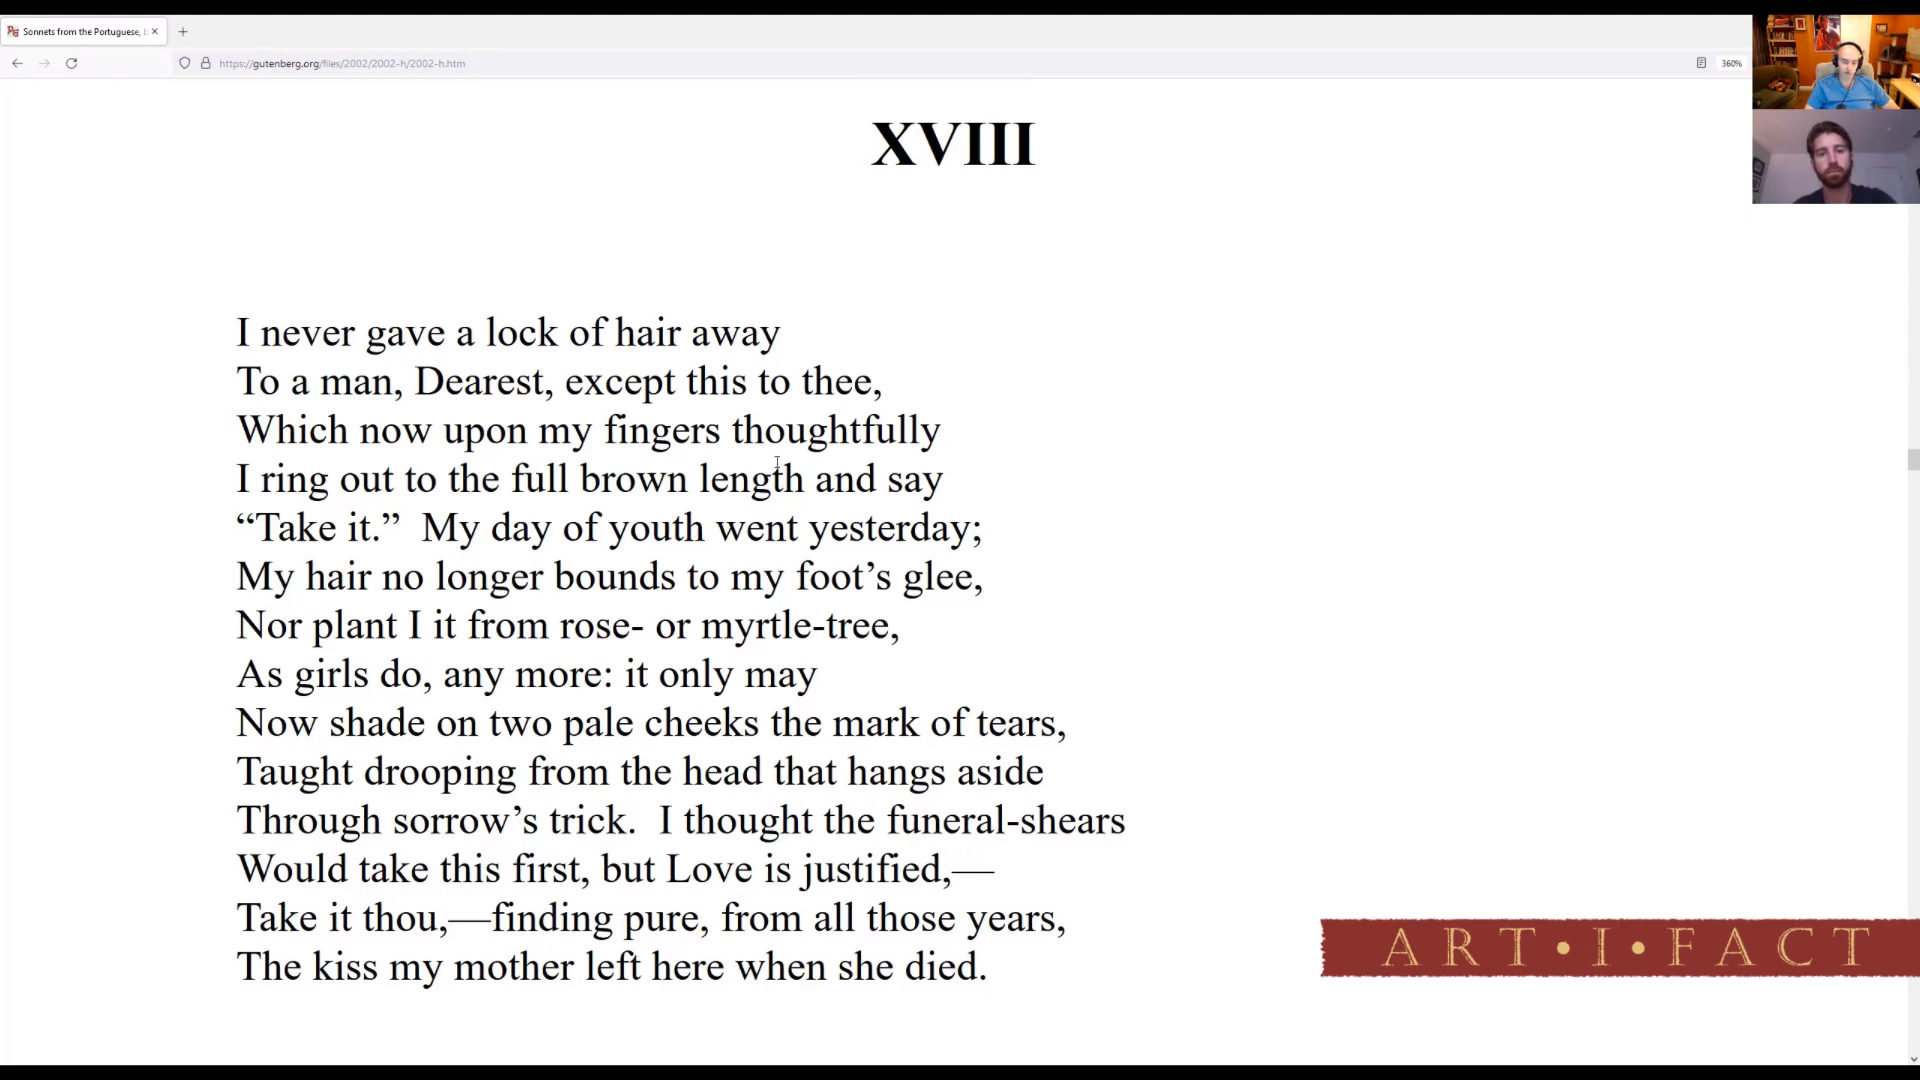 Sonnets from the Portuguese,
https://gutenberg.org/files/2002/2002-h/2002-h.htm
360%
XVIII
I never gave a lock of hair away
To a man, Dearest, except this to thee,
Which now upon my fingers thoughtfully
I ring out to the full brown length and say
“Take it.”  My day of youth went yesterday;
My hair no longer bounds to my foot’s glee,
Nor plant I it from rose- or myrtle-tree,
As girls do, any more: it only may
Now shade on two pale cheeks the mark of tears,
Taught drooping from the head that hangs aside
Through sorrow’s trick.  I thought the funeral-shears
Would take this first, but Love is justified,—
Take it thou,—finding pure, from all those years,
The kiss my mother left here when she died.
ART•I•FACT